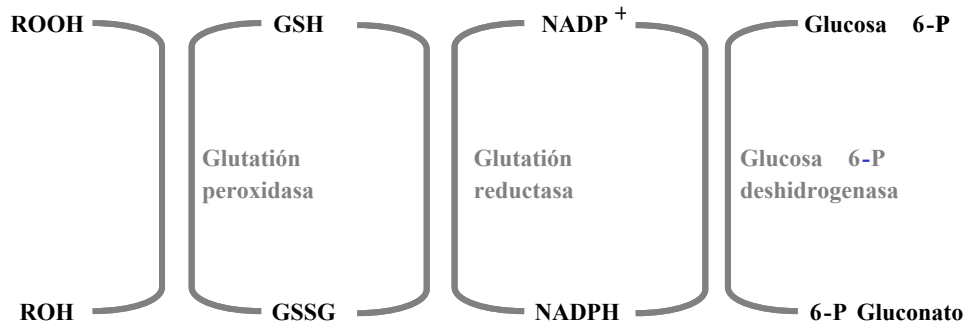 ROOH GSH NADP + Glucosa 6-P
Glutatión Glutatión Glucosa 6-P
peroxidasa reductasa deshidrogenasa
ROH GSSG NADPH 6-P Gluconato